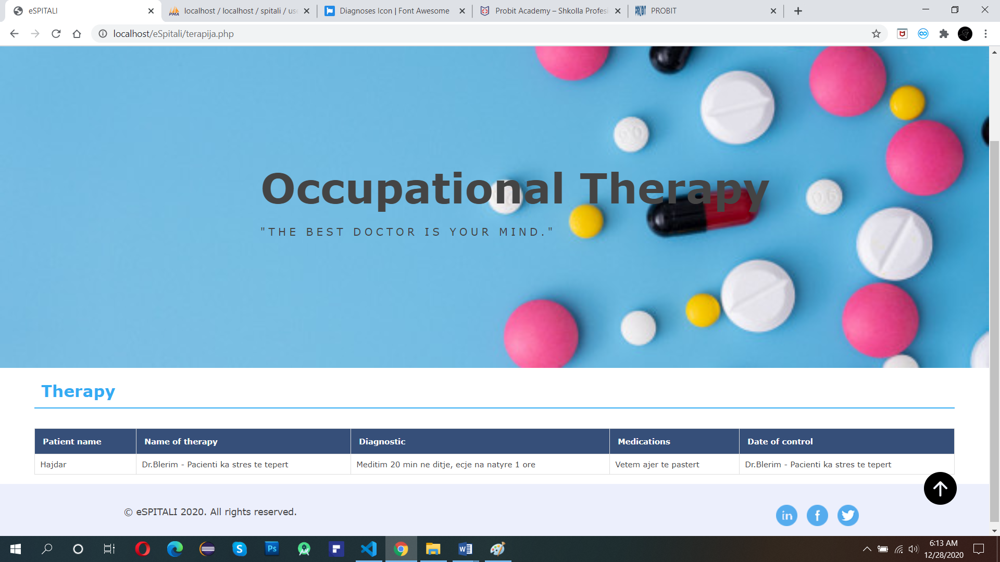 eSPITALI
localhost / localhost / spitali / use
Diagnoses Icon | Font Awesome
Probit Academy – Shkolla Profesi
PROBIT
localhost/eSpitali/terapija.php
Occupational Therapy
"THE BEST DOCTOR IS YOUR MIND."
Therapy
Patient name Name of therapy Diagnostic Medications Date of control
Hajdar Dr.Blerim - Pacienti ka stres te tepert Meditim 20 min ne ditje, ecje na natyre 1 ore Vetem ajer te pastert Dr.Blerim - Pacienti ka stres te tepert
© eSPITALI 2020. All rights reserved.
6:13 AM
12/28/2020